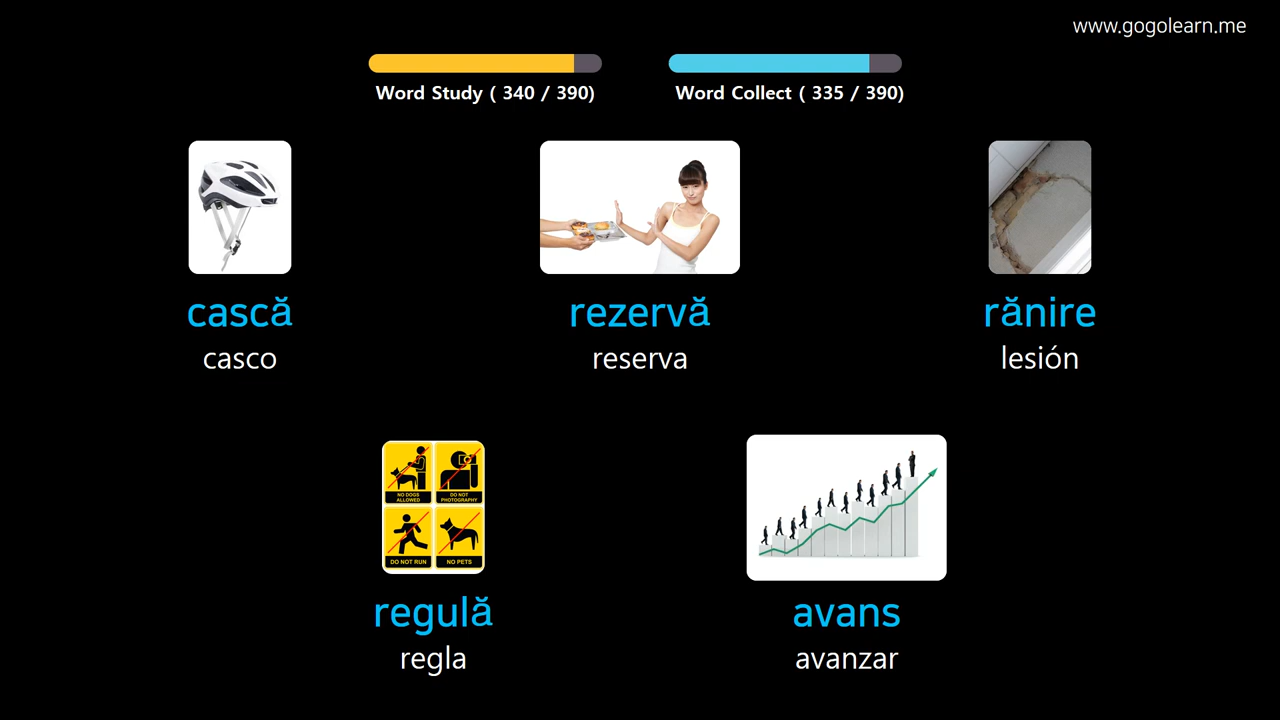 www.gogolearn.me
Word Study ( 340 / 390)
Word Collect ( 335 / 390)
cască
casco
rezervă
reserva
rănire
lesión
NO DOGS
ALLOWED
DO NOT
PHOTOGRAPHY
DO NOT RUN
NO PETS
regulă
regla
avans
avanzar